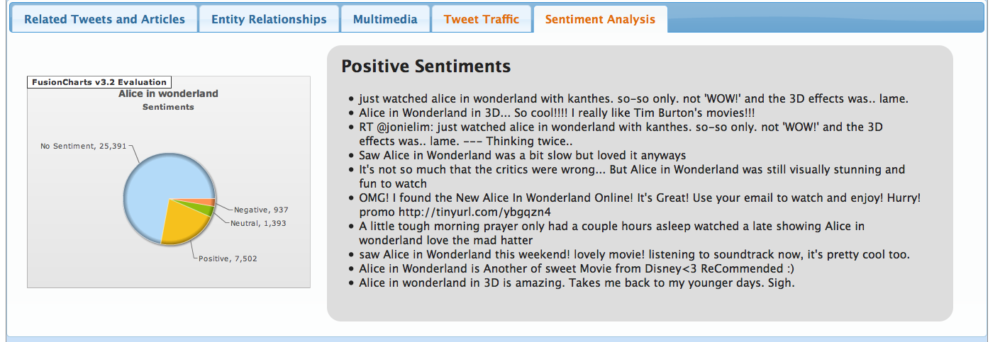 Related Tweets and Articles
Entity Relationships
Multimedia
Tweet Traffic
Sentiment Analysis
FusionCharts v3.2 Evaluation
Alice in wonderland
Sentiments
No Sentiment, 25,391
Negative, 937
Neutral, 1,393
Positive, 7,502
Positive Sentiments
• just watched alice in wonderland with kanthes. so-so only. not 'WOW!' and the 3D effects was.. lame.
• Alice in Wonderland in 3D... So cool!!!! I really like Tim Burton's movies!!!
• RT @jonielim: just watched alice in wonderland with kanthes. so-so only. not 'WOW!' and the 3D
effects was.. lame. --- Thinking twice..
• Saw Alice in Wonderland was a bit slow but loved it anyways
• It's not so much that the critics were wrong... But Alice in Wonderland was still visually stunning and
fun to watch
• OMG! I found the New Alice In Wonderland Online! It's Great! Use your email to watch and enjoy! Hurry!
promo http://tinyurl.com/ybgqzn4
• A little tough morning prayer only had a couple hours asleep watched a late showing Alice in
wonderland love the mad hatter
• saw Alice in Wonderland this weekend! lovely movie! listening to soundtrack now, it's pretty cool too.
• Alice in Wonderland is Another of sweet Movie from Disney<3 ReCommended :)
• Alice in wonderland in 3D is amazing. Takes me back to my younger days. Sigh.